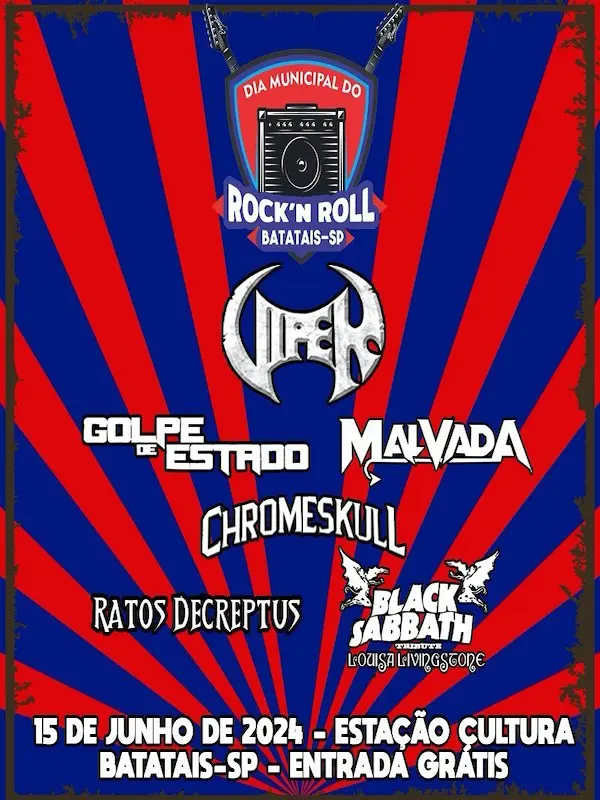 DIA MUNICIPAL DO
ROCK'N ROLL
BATATAIS-SP
VIPER
GOLPE
DE ESTADO
MALVADA
CHROMESKULL
RATOS DECREPTUS
BLACK
SABBATH
TRIBUTE
LOUISA LIVINGSTONE
15 DE JUNHO DE 2024 - ESTAÇÃO CULTURA
BATATAIS-SP - ENTRADA GRÁTIS